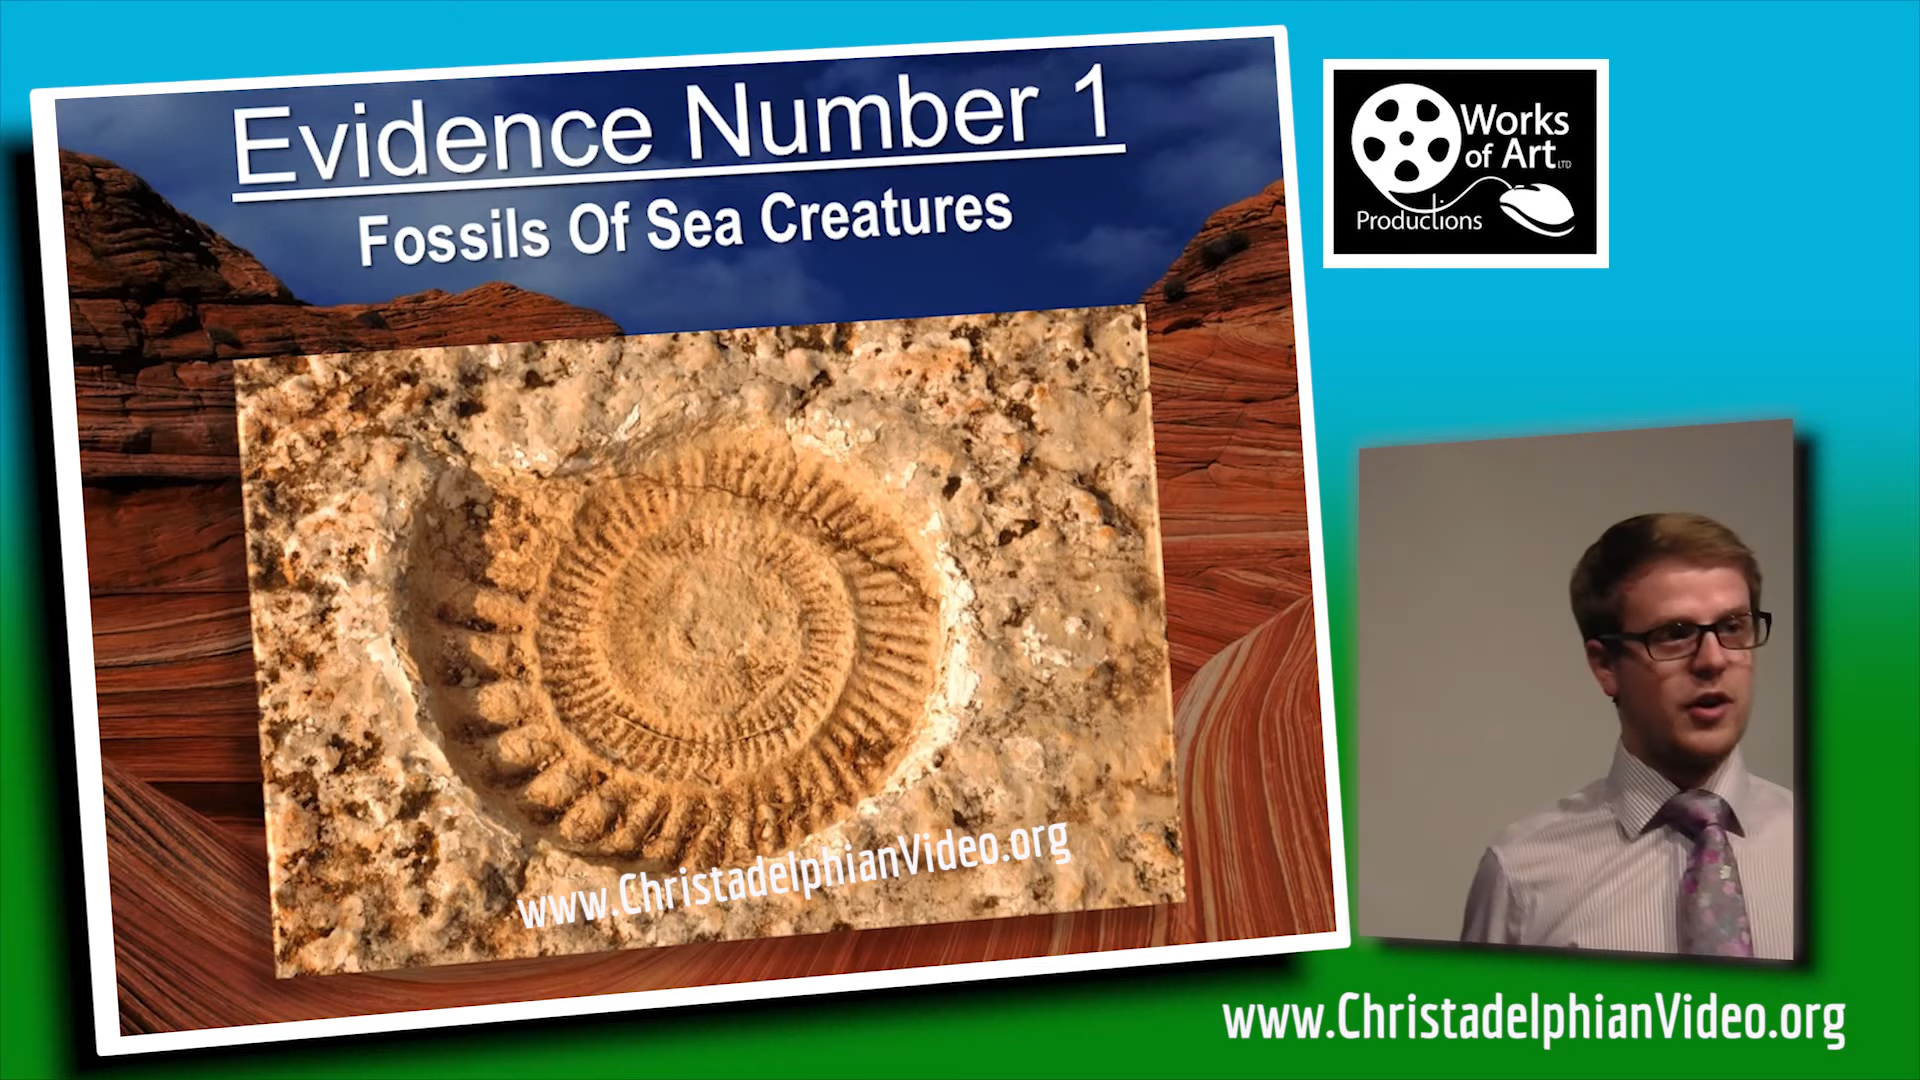 Evidence Number 1
Fossils Of Sea Creatures
www.ChristadelphianVideo.org
Works
of Art LTD
Productions
www.ChristadelphianVideo.org